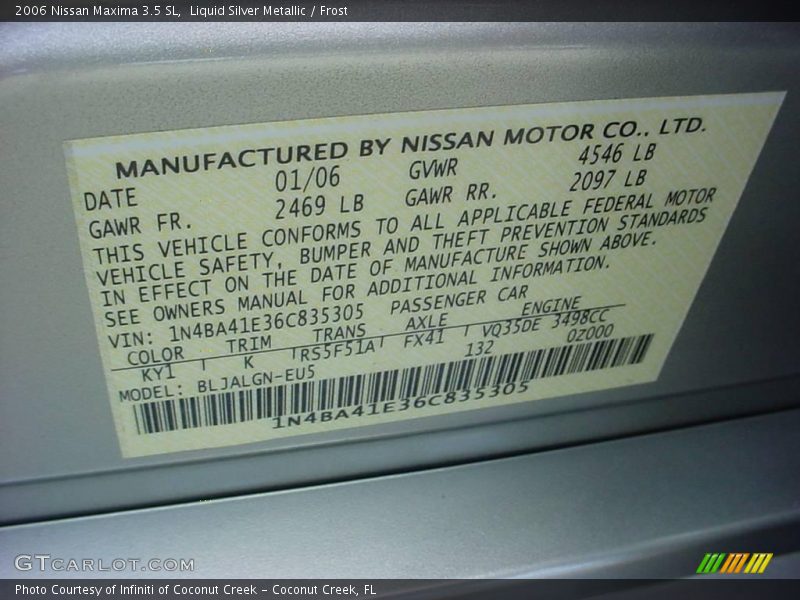 2006 Nissan Maxima 3.5 SL,  Liquid Silver Metallic / Frost
MANUFACTURED BY NISSAN MOTOR CO., LTD.
DATE 01/06 GVWR 4546 LB
GAWR FR. 2469 LB GAWR RR. 2097 LB
THIS VEHICLE CONFORMS TO ALL APPLICABLE FEDERAL MOTOR
VEHICLE SAFETY, BUMPER AND THEFT PREVENTION STANDARDS
IN EFFECT ON THE DATE OF MANUFACTURE SHOWN ABOVE.
SEE OWNERS MANUAL FOR ADDITIONAL INFORMATION.
VIN: 1N4BA41E36C835305 PASSENGER CAR
COLOR TRIM TRANS AXLE ENGINE
KY1 K RS5F51A FX41 VQ35DE 3498CC
MODEL: BLJALGN-EU5 132 0Z000
1N4BA41E36C835305
GTCARLOT.COM
Photo Courtesy of Infiniti of Coconut Creek – Coconut Creek, FL